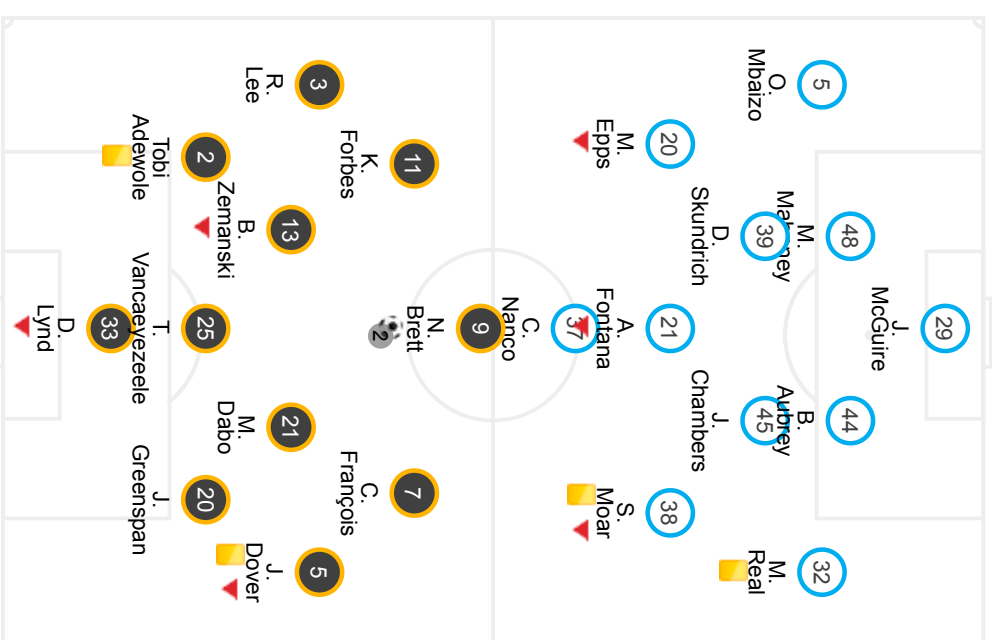 29
J.
McGuire
48
M.
44
B.
Aubrey
5
O.
Mbaizo
32
M.
Real
39
D.
Skundrich
45
J.
Chambers
20
M.
Epps
21
A.
Fontana
38
S.
Moar
37
C.
Nanco
9
N.
Brett
2
11
K.
Forbes
7
C.
François
3
R.
Lee
5
J.
Dover
13
B.
Zemanski
21
M.
Dabo
2
Tobi
Adewole
25
T.
Vancaeyezeele
20
J.
Greenspan
33
D.
Lynd